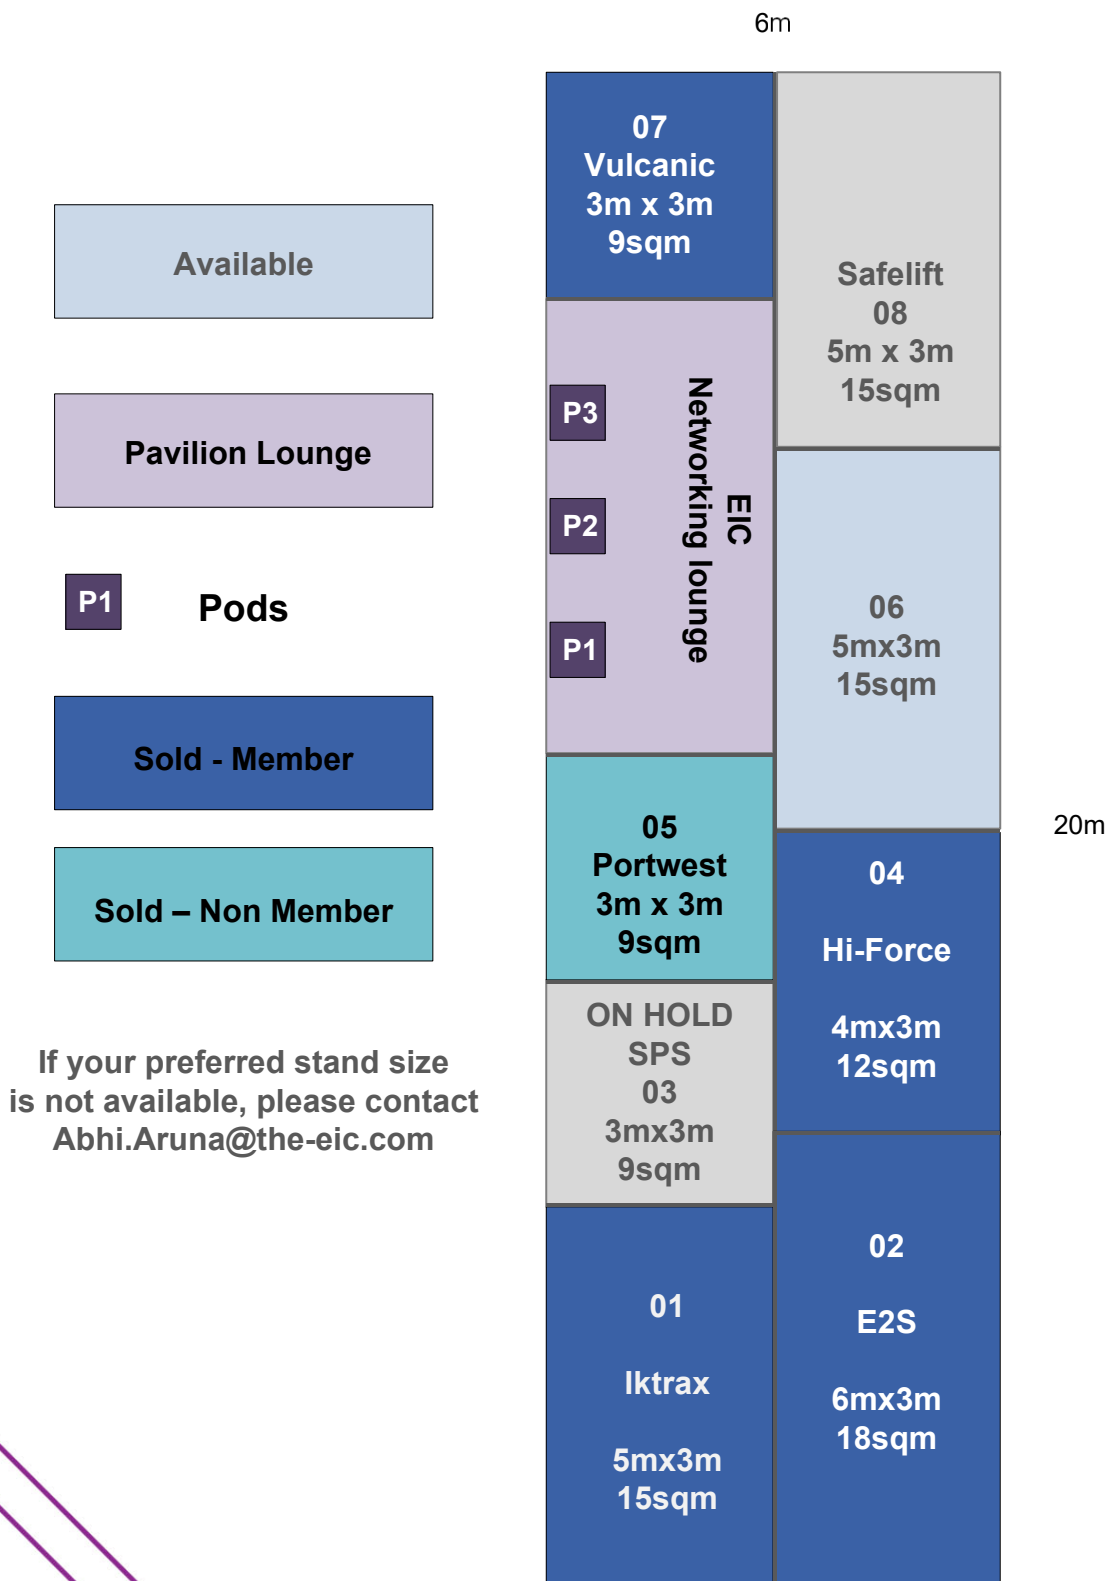 6m
Available
Pavilion Lounge
P1
Pods
Sold - Member
Sold – Non Member
If your preferred stand size
is not available, please contact
Abhi.Aruna@the-eic.com
07
Vulcanic
3m x 3m
9sqm
P3
P2
P1
EIC
Networking lounge
05
Portwest
3m x 3m
9sqm
ON HOLD
SPS
03
3mx3m
9sqm
01
Iktrax
5mx3m
15sqm
Safelift
08
5m x 3m
15sqm
06
5mx3m
15sqm
04
Hi-Force
4mx3m
12sqm
02
E2S
6mx3m
18sqm
20m